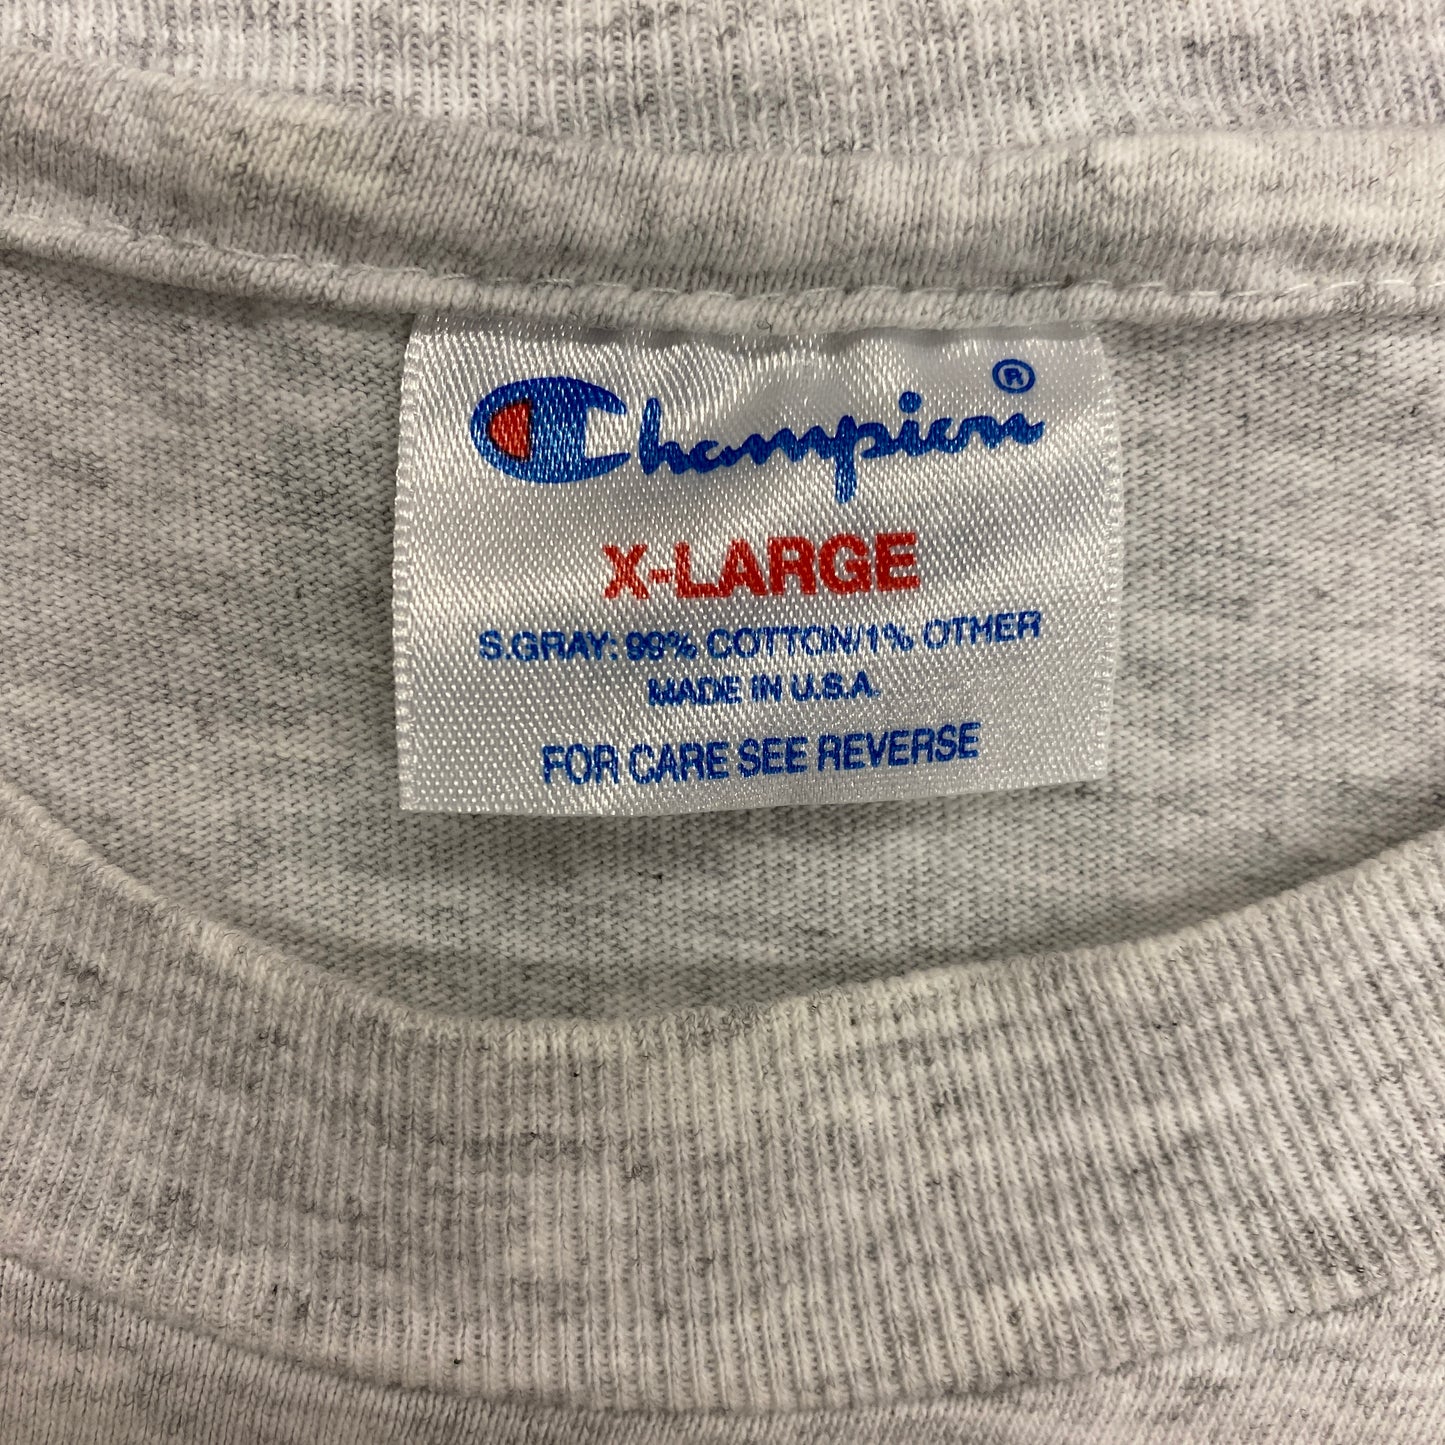 Champion®
X-LARGE
S.GRAY: 99% COTTON/1% OTHER
MADE IN U.S.A.
FOR CARE SEE REVERSE